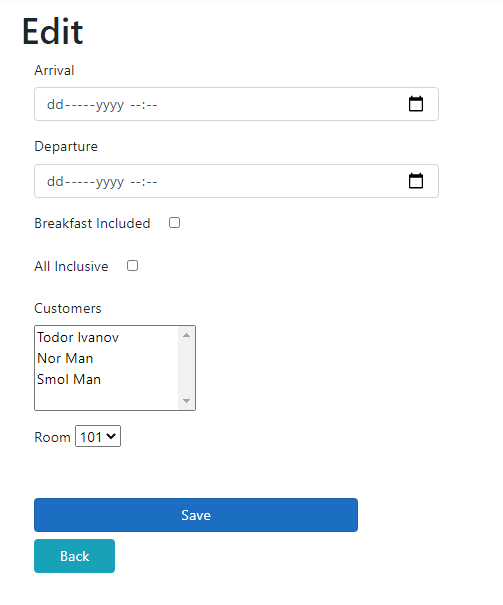 Edit
Arrival
dd-----yyyy --:--
Departure
dd-----yyyy --:--
Breakfast Included
All Inclusive
Customers
Todor Ivanov
Nor Man
Smol Man
Room 101
Save
Back